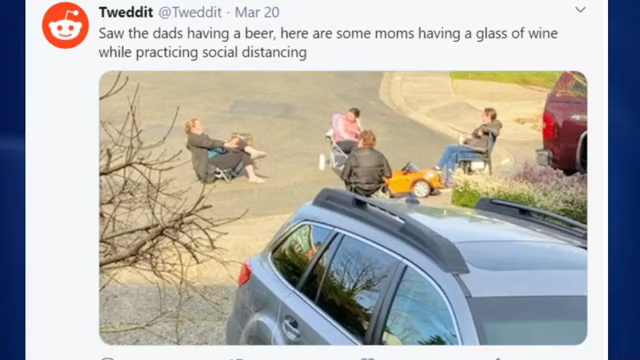 Tweddit @Tweddit · Mar 20
Saw the dads having a beer, here are some moms having a glass of wine
while practicing social distancing